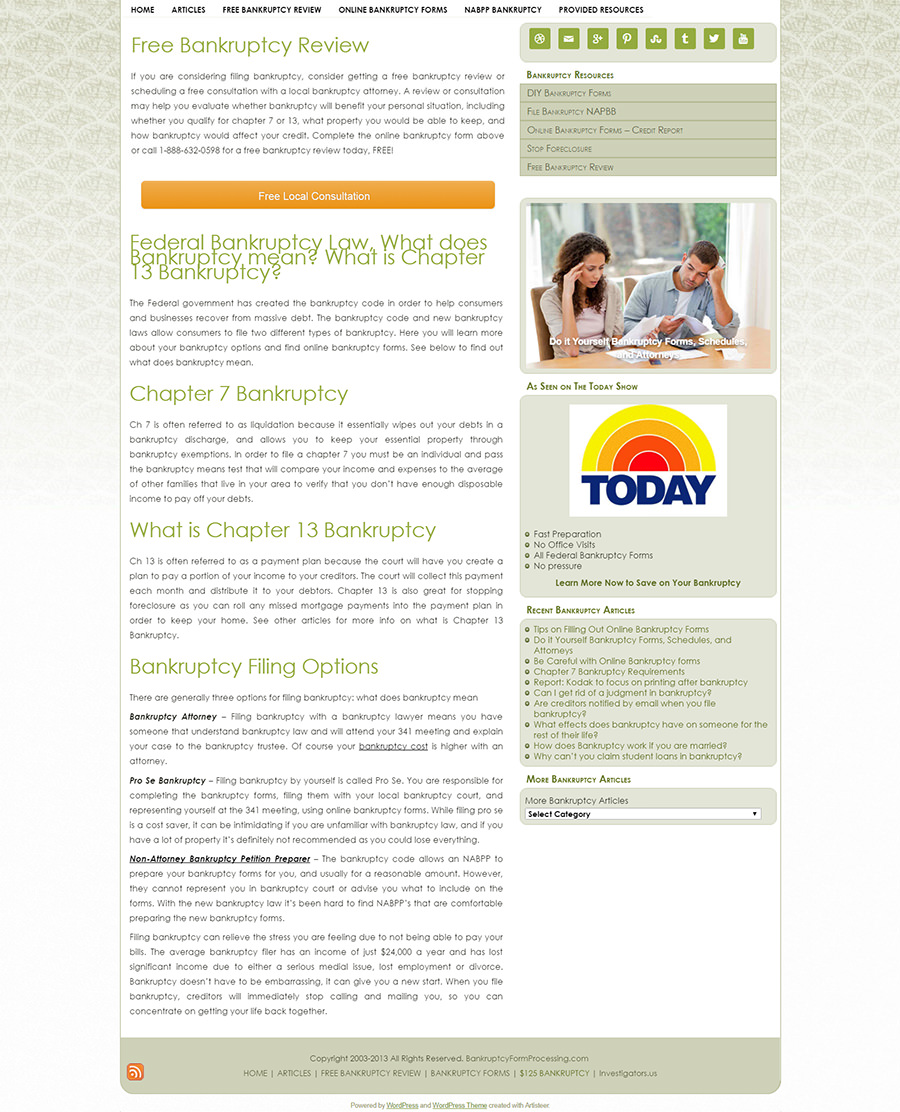 HOME ARTICLES FREE BANKRUPTCY REVIEW ONLINE BANKRUPTCY FORMS NABPP BANKRUPTCY PROVIDED RESOURCES
Free Bankruptcy Review
If you are considering filing bankruptcy, consider getting a free bankruptcy review or
scheduling a free consultation with a local bankruptcy attorney. A review or consultation
may help you evaluate whether bankruptcy will benefit your personal situation, including
whether you qualify for chapter 7 or 13, what property you would be able to keep, and
how bankruptcy would affect your credit. Complete the online bankruptcy form above
or call 1-888-632-0598 for a free bankruptcy review today, FREE!
Free Local Consultation
Federal Bankruptcy Law, What does
Bankruptcy mean? What is Chapter
13 Bankruptcy?
The Federal government has created the bankruptcy code in order to help consumers
and businesses recover from massive debt. The bankruptcy code and new bankruptcy
laws allow consumers to file two different types of bankruptcy. Here you will learn more
about your bankruptcy options and find online bankruptcy forms. See below to find out
what does bankruptcy mean.
Chapter 7 Bankruptcy
Ch 7 is often referred to as liquidation because it essentially wipes out your debts in a
bankruptcy discharge, and allows you to keep your essential property through
bankruptcy exemptions. In order to file a chapter 7 you must be an individual and pass
the bankruptcy means test that will compare your income and expenses to the average
of other families that live in your area to verify that you don't have enough disposable
income to pay off your debts.
What is Chapter 13 Bankruptcy
Ch 13 is often referred to as a payment plan because the court will have you create a
plan to pay a portion of your income to your creditors. The court will collect this payment
each month and distribute it to your debtors. Chapter 13 is also great for stopping
foreclosure as you can roll any missed mortgage payments into the payment plan in
order to keep your home. See other articles for more info on what is Chapter 13
Bankruptcy.
Bankruptcy Filing Options
There are generally three options for filing bankruptcy: what does bankruptcy mean
Bankruptcy Attorney – Filing bankruptcy with a bankruptcy lawyer means you have
someone that understand bankruptcy law and will attend your 341 meeting and explain
your case to the bankruptcy trustee. Of course your bankruptcy cost is higher with an
attorney.
Pro Se Bankruptcy – Filing bankruptcy by yourself is called Pro Se. You are responsible for
completing the bankruptcy forms, filing them with your local bankruptcy court, and
representing yourself at the 341 meeting, using online bankruptcy forms. While filing pro se
is a cost saver, it can be intimidating if you are unfamiliar with bankruptcy law, and if you
have a lot of property it's definitely not recommended as you could lose everything.
Non-Attorney Bankruptcy Petition Preparer – The bankruptcy code allows an NABPP to
prepare your bankruptcy forms for you, and usually for a reasonable amount. However,
they cannot represent you in bankruptcy court or advise you what to include on the
forms. With the new bankruptcy law it's been hard to find NABPP's that are comfortable
preparing the new bankruptcy forms.
Filing bankruptcy can relieve the stress you are feeling due to not being able to pay your
bills. The average bankruptcy filer has an income of just $24,000 a year and has lost
significant income due to either a serious medial issue, lost employment or divorce.
Bankruptcy doesn't have to be embarrassing, it can give you a new start. When you file
bankruptcy, creditors will immediately stop calling and mailing you, so you can
concentrate on getting your life back together.
Bankruptcy Resources
DIY Bankruptcy Forms
File Bankruptcy NAPBB
Online Bankruptcy Forms – Credit Report
Stop Foreclosure
Free Bankruptcy Review
Do It Yourself Bankruptcy Forms, Schedules,
and Attorneys
As Seen on The Today Show
TODAY
Fast Preparation
No Office Visits
All Federal Bankruptcy Forms
No pressure
Learn More Now to Save on Your Bankruptcy
Recent Bankruptcy Articles
Tips on Filling Out Online Bankruptcy Forms
Do It Yourself Bankruptcy Forms, Schedules, and
Attorneys
Be Careful with Online Bankruptcy forms
Chapter 7 Bankruptcy Requirements
Report: Kodak to focus on printing after bankruptcy
Can I get rid of a judgment in bankruptcy?
Are creditors notified by email when you file
bankruptcy?
What effects does bankruptcy have on someone for the
rest of their life?
How does Bankruptcy work if you are married?
Why can't you claim student loans in bankruptcy?
More Bankruptcy Articles
More Bankruptcy Articles
Select Category
Copyright 2003-2013 All Rights Reserved. BankruptcyFormProcessing.com
HOME | ARTICLES | FREE BANKRUPTCY REVIEW | BANKRUPTCY FORMS | $125 BANKRUPTCY | Investigators.us
Powered by WordPress and WordPress Theme created with Artisteer.